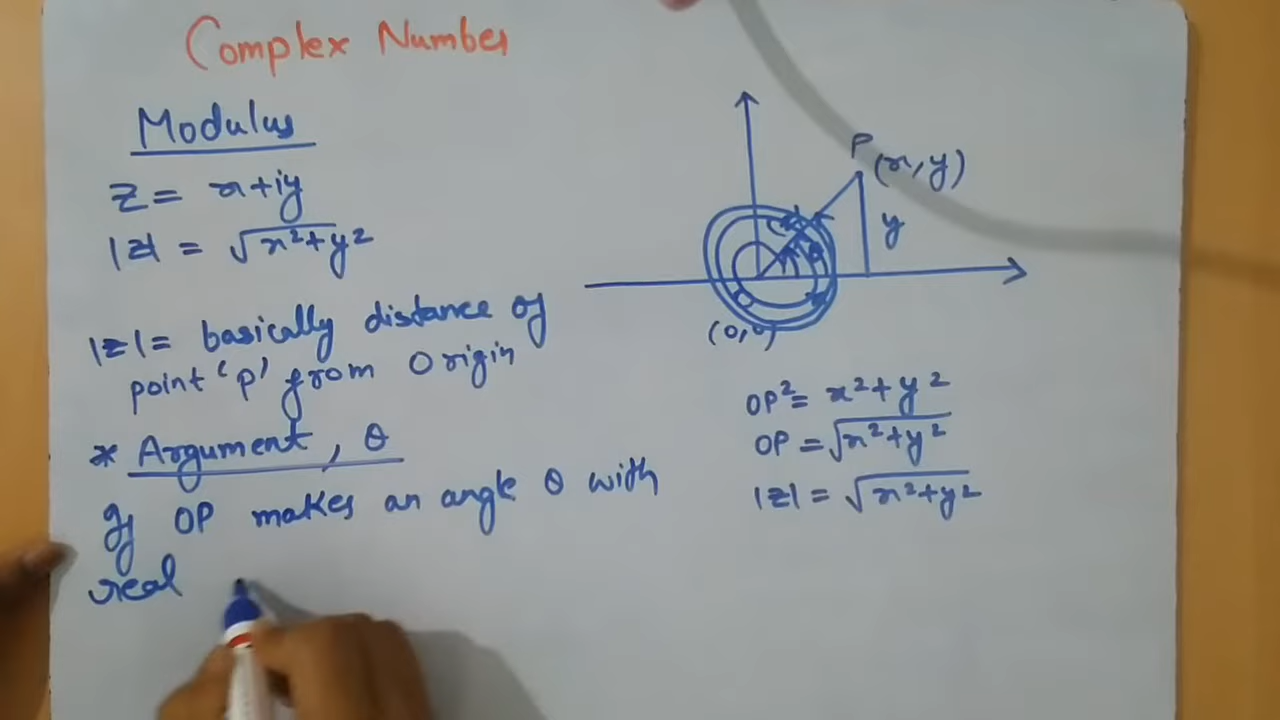 Complex Number
Modulus
Z = x+iy
|z| = √x²+y²
|z| = basically distance of
point 'p' from Origin
* Argument, θ
If OP makes an angle θ with
real
P (x,y)
y
θ
(0,0)
OP² = x²+y²
OP = √x²+y²
|z| = √x²+y²